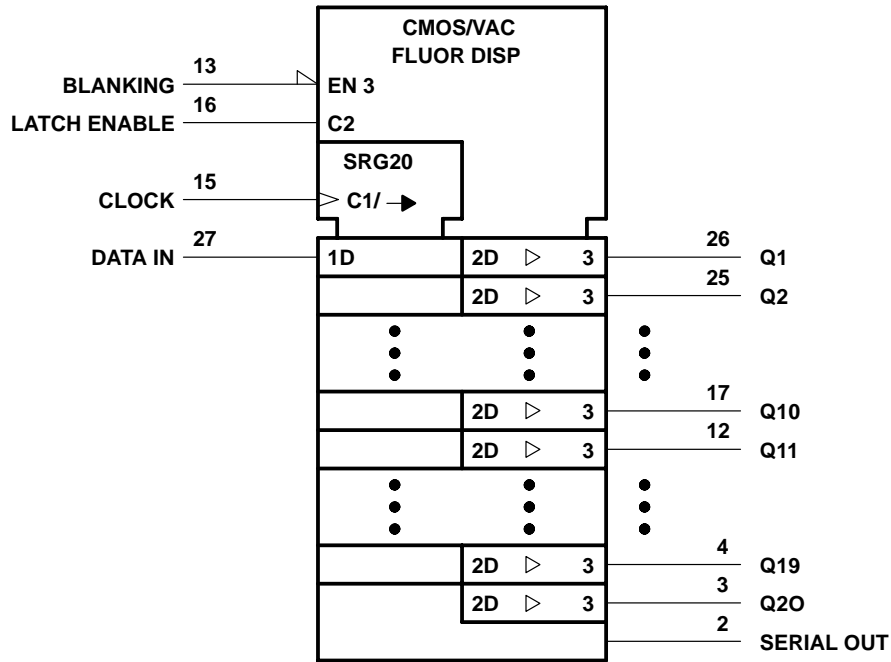 CMOS/VAC
FLUOR DISP
BLANKING 13 EN 3
LATCH ENABLE 16 C2
SRG20
CLOCK 15 C1/
DATA IN 27 1D 2D 3 26 Q1
2D 3 25 Q2
2D 3 17 Q10
2D 3 12 Q11
2D 3 4 Q19
2D 3 3 Q2O
2 SERIAL OUT